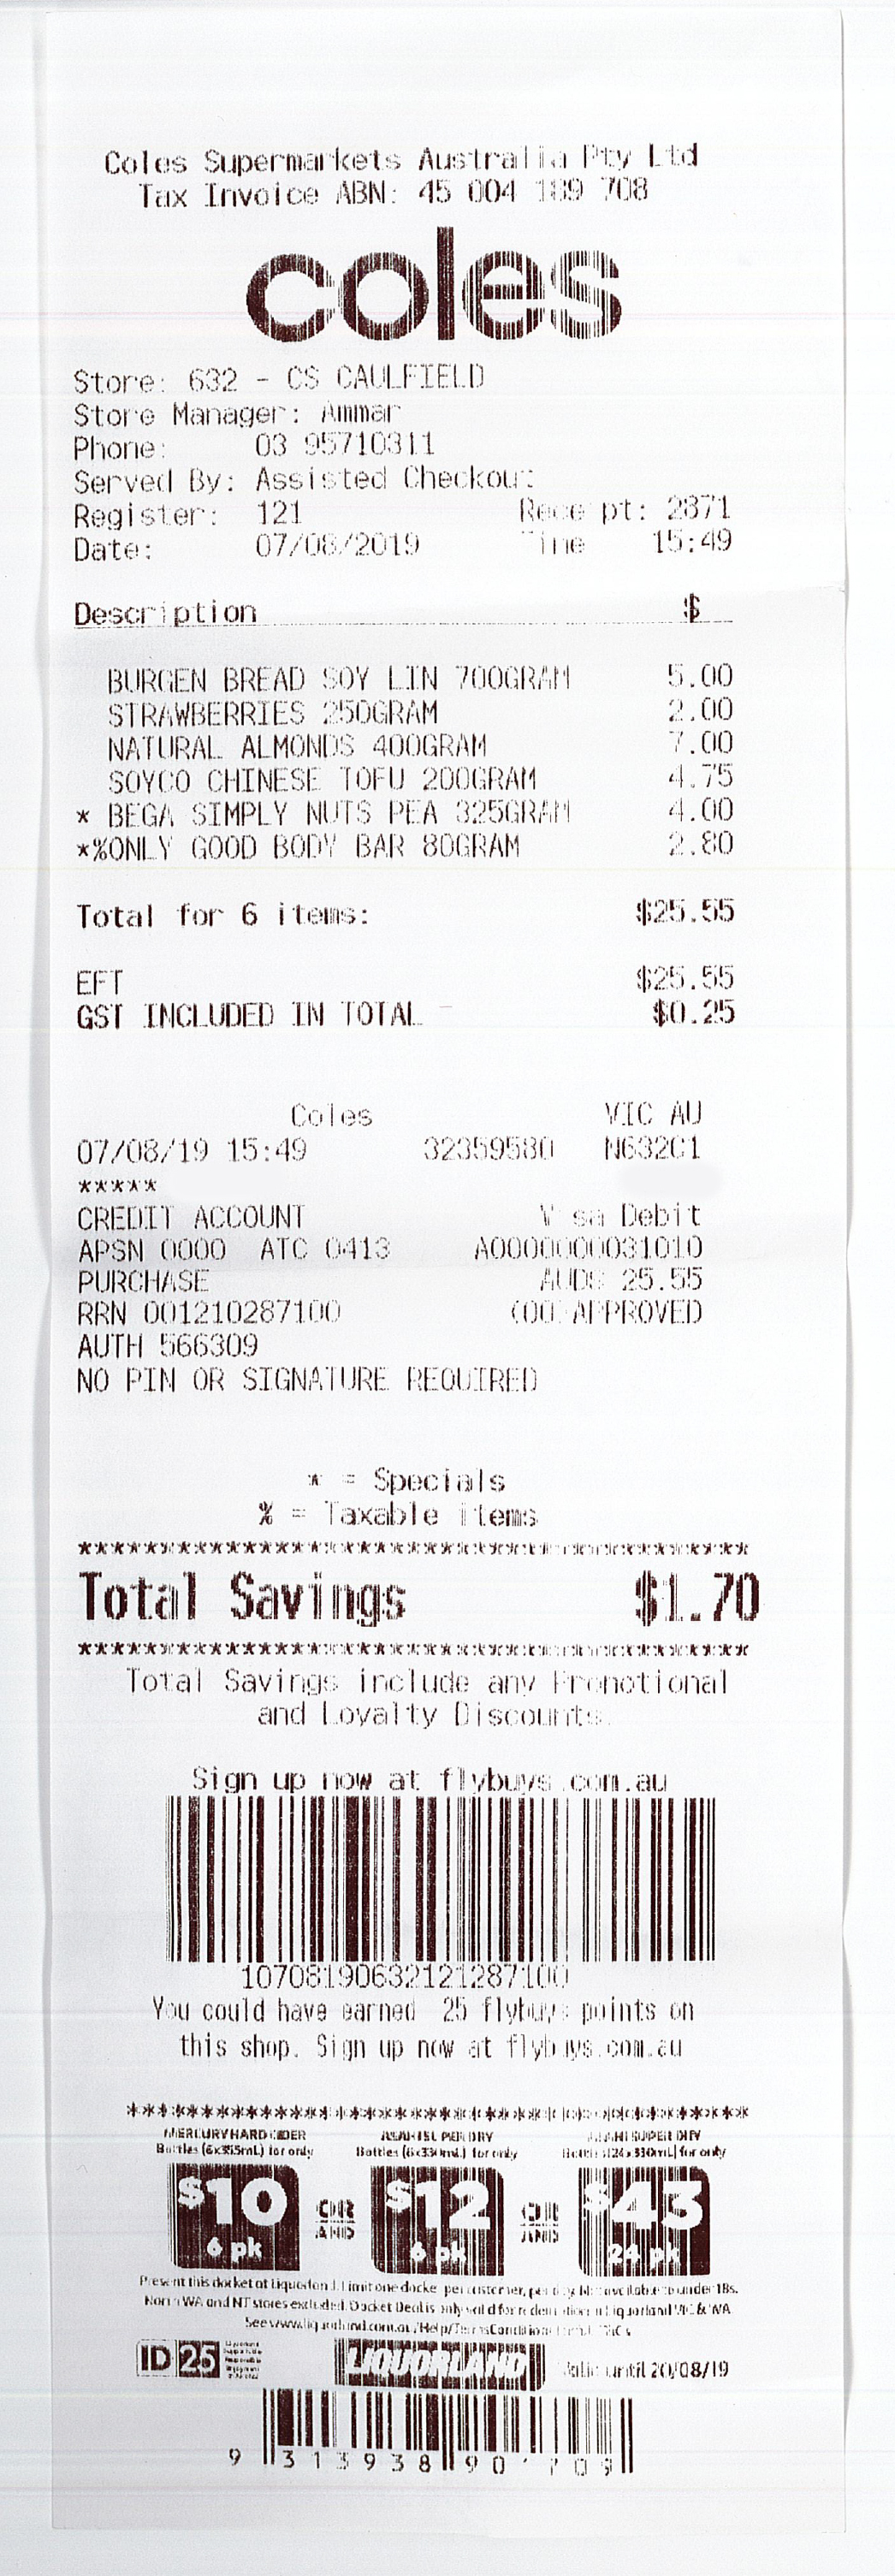 Coles Supermarkets Australia Pty Ltd
Tax Invoice ABN: 45 004 189 708
coles
Store: 632 - CS CAULFIELD
Store Manager: Ammar
Phone: 03 95710311
Served By: Assisted Checkout
Register: 121 Receipt: 2871
Date: 07/08/2019 Time 15:49
Description $
BURGEN BREAD SOY LIN 700GRAM 5.00
STRAWBERRIES 250GRAM 2.00
NATURAL ALMONDS 400GRAM 7.00
SOYCO CHINESE TOFU 200GRAM 4.75
* BEGA SIMPLY NUTS PEA 325GRAM 4.00
*%ONLY GOOD BODY BAR 80GRAM 2.80
Total for 6 items: $25.55
EFT $25.55
GST INCLUDED IN TOTAL $0.25
Coles VIC AU
07/08/19 15:49 32359580 N632C1
*****
CREDIT ACCOUNT Visa Debit
APSN 0000 ATC 0413 A0000000031010
PURCHASE AUD$ 25.55
RRN 001210287100 (00) APPROVED
AUTH 566309
NO PIN OR SIGNATURE REQUIRED
* = Specials
% = Taxable items
*****************************************
Total Savings $1.70
*****************************************
Total Savings include any Promotional
and Loyalty Discounts.
Sign up now at flybuys.com.au
10708190632121287100
You could have earned 25 flybuys points on
this shop. Sign up now at flybuys.com.au
**************************************
MERCURY HARD CIDER ASAHI SUPER DRY ASAHI SUPER DRY
Bottles (6x355mL) for only Bottles (6x330mL) for only Bottles (24x330mL) for only
$10 6 pk OR AND $12 6 pk OR AND $43 24 pk
Present this docket at Liquorland. Limit one docket per customer, per day. Not available to under 18s.
North WA and NT stores excluded. Docket Deal is only valid for redemption in Liquorland VIC & WA
See www.liquorland.com.au/Help/TermsConditions
ID 25 LIQUORLAND Valid until 20/08/19
9 313938 90